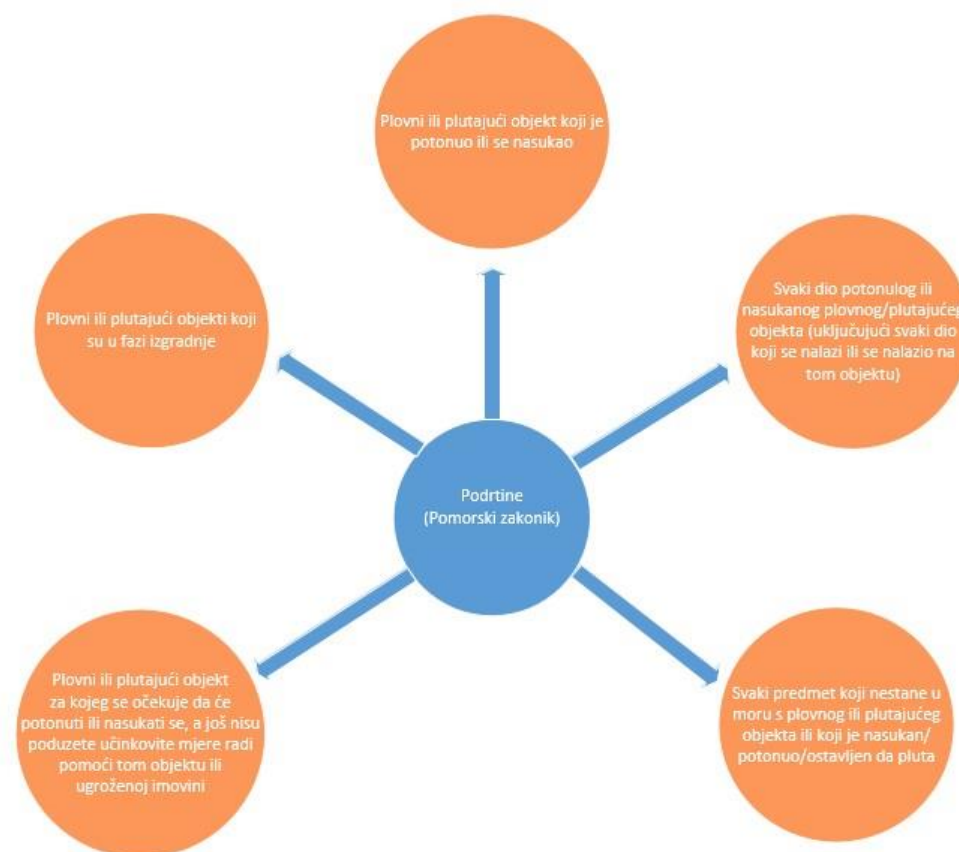 Plovni ili plutajući objekt koji je
potonuo ili se nasukao
Plovni ili plutajući objekti koji
su u fazi izgradnje
Svaki dio potonulog ili
nasukanog plovnog/plutajućeg
objekta (uključujući svaki dio
koji se nalazi ili se nalazio na
tom objektu)
Podrtine
(Pomorski zakonik)
Plovni ili plutajući objekt
za kojeg se očekuje da će
potonuti ili nasukati se, a još nisu
poduzete učinkovite mjere radi
pomoći tom objektu ili
ugroženoj imovini
Svaki predmet koji nestane u
moru s plovnog ili plutajućeg
objekta ili koji je nasukan/
potonuo/ostavljen da pluta